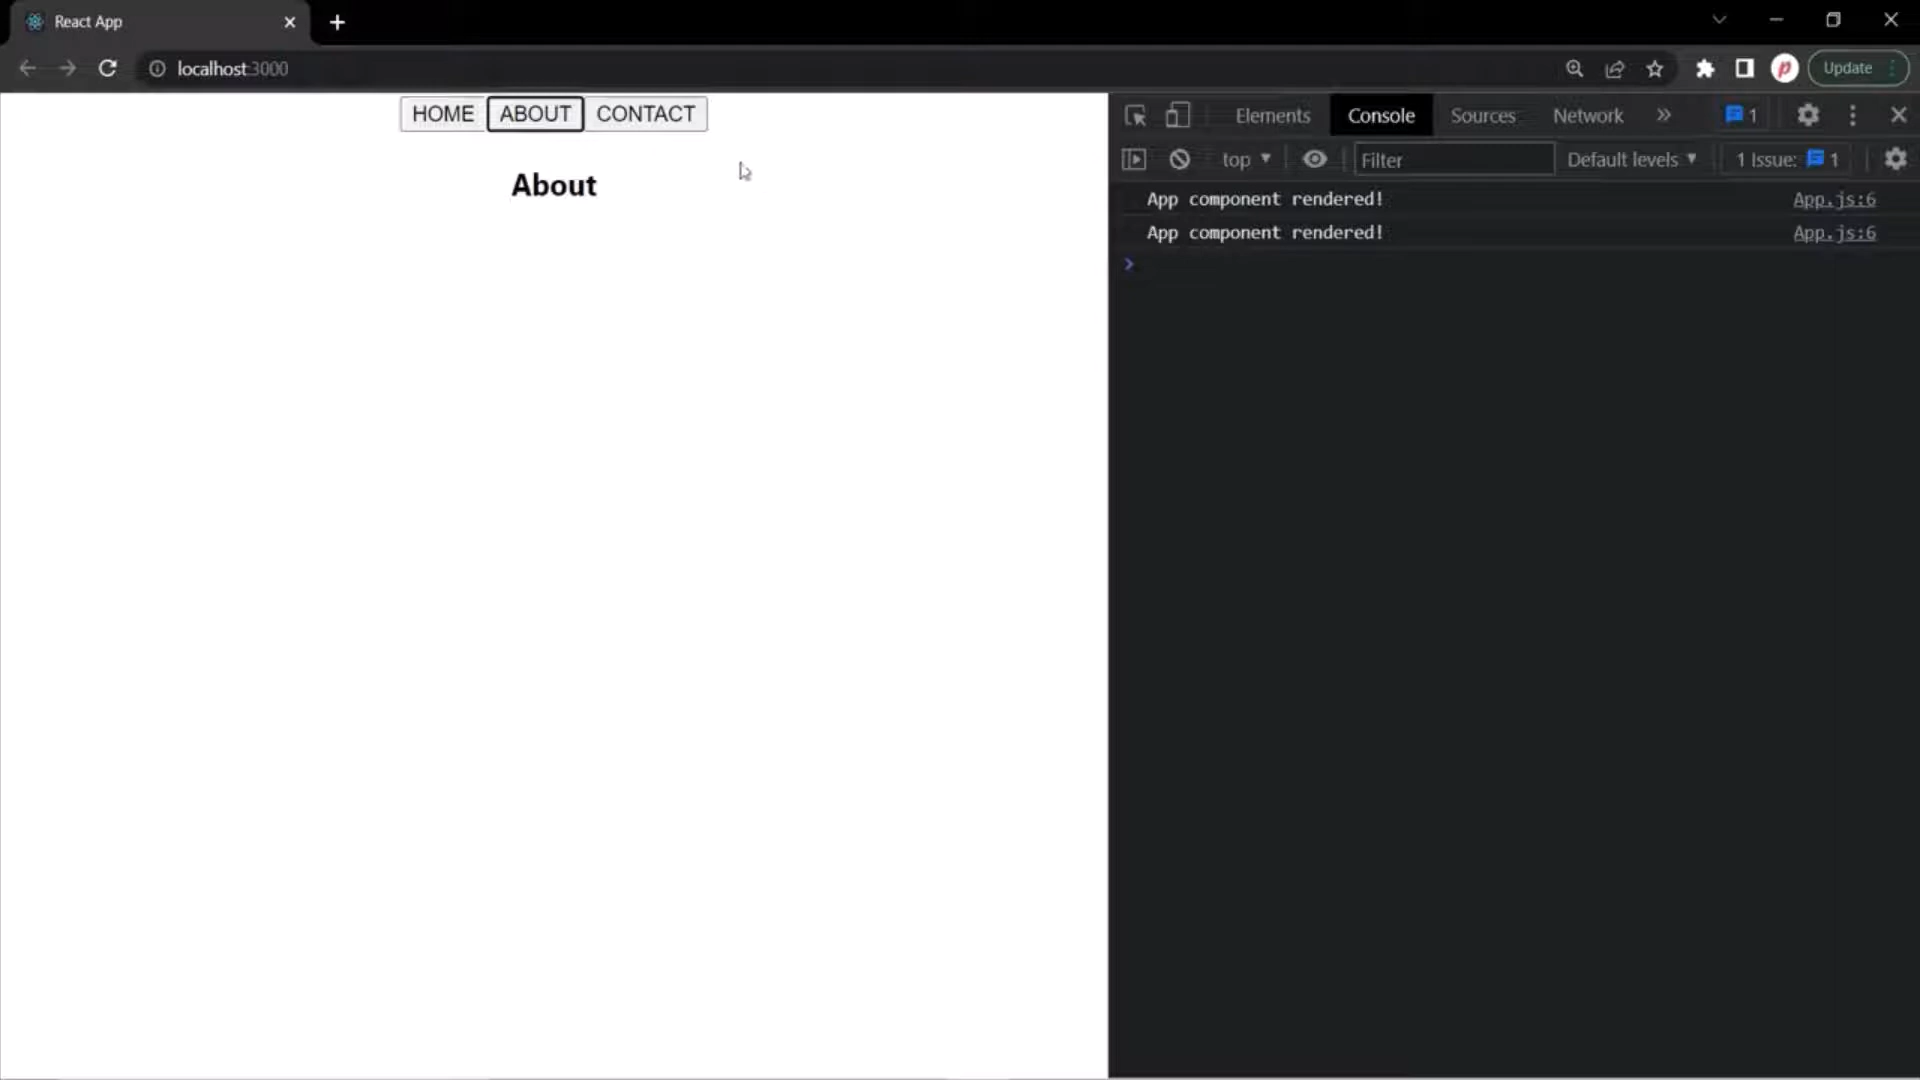 React App
localhost:3000
Update
HOME ABOUT CONTACT
About
Elements Console Sources Network 1
top Filter Default levels 1 Issue: 1
App component rendered! App.js:6
App component rendered! App.js:6